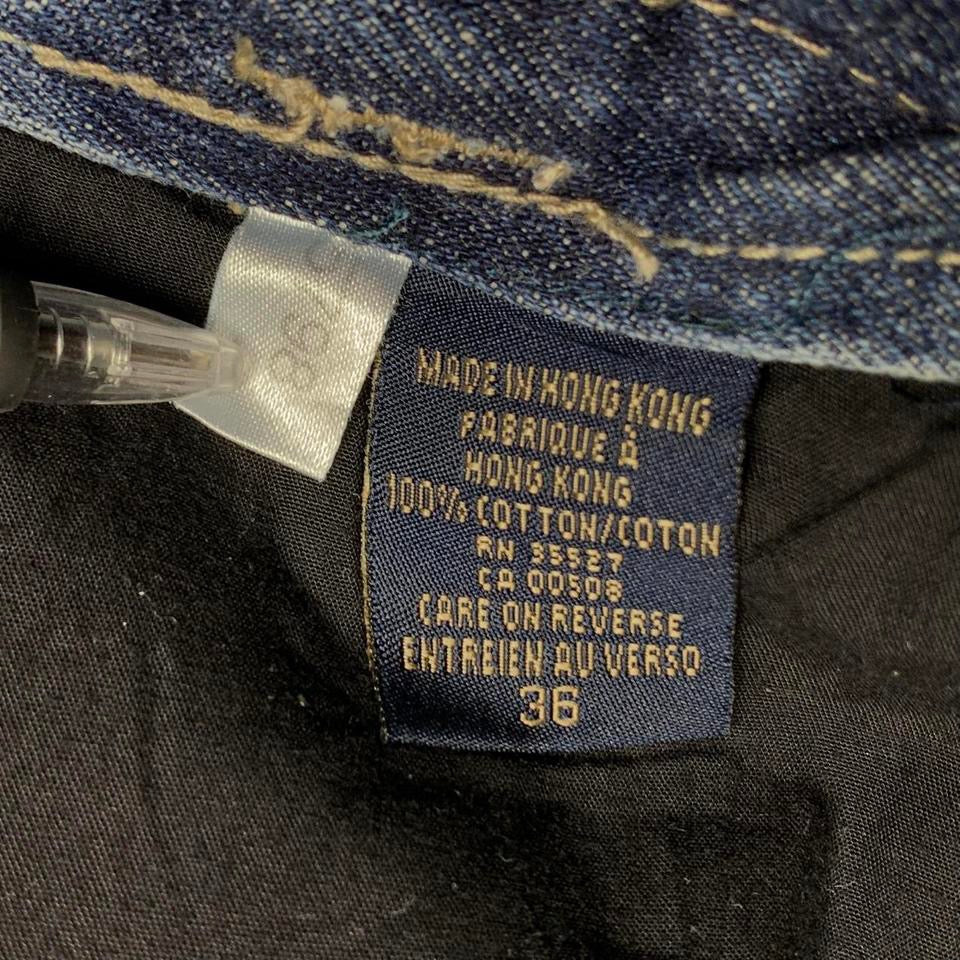 MADE IN HONG KONG
FABRIQUE À
HONG KONG
100% COTTON/COTON
RN 35527
CA 00508
CARE ON REVERSE
ENTREIEN AU VERSO
36